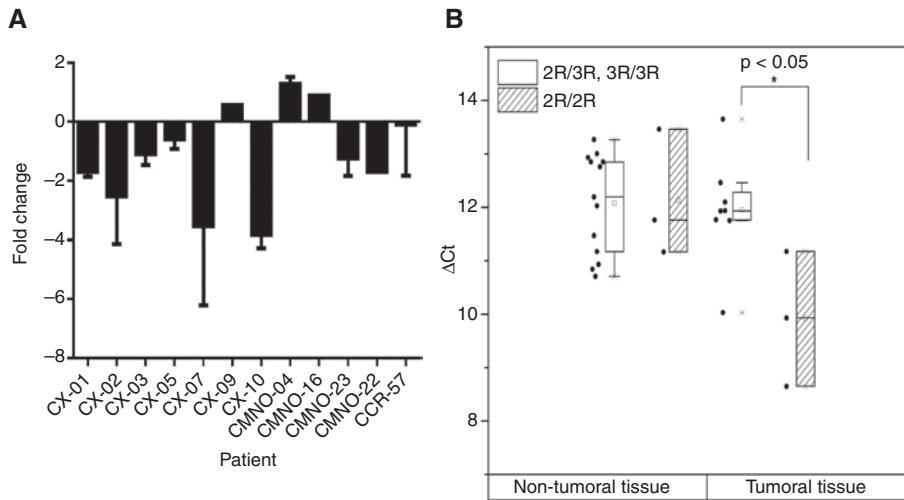 A
2
0
–2
–4
–6
–8
Fold change
CX-01
CX-02
CX-03
CX-05
CX-07
CX-09
CX-10
CMNO-04
CMNO-16
CMNO-23
CMNO-22
CCR-57
Patient
B
14
13
12
10
8
ΔCt
2R/3R, 3R/3R
2R/2R
p < 0.05
*
Non-tumoral tissue
Tumoral tissue